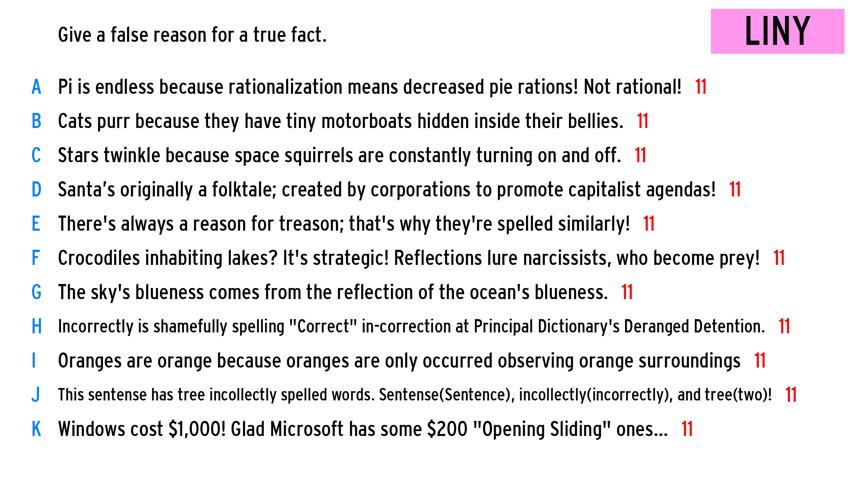 Give a false reason for a true fact.
LINY
A Pi is endless because rationalization means decreased pie rations! Not rational! 11
B Cats purr because they have tiny motorboats hidden inside their bellies. 11
C Stars twinkle because space squirrels are constantly turning on and off. 11
D Santa's originally a folktale; created by corporations to promote capitalist agendas! 11
E There's always a reason for treason; that's why they're spelled similarly! 11
F Crocodiles inhabiting lakes? It's strategic! Reflections lure narcissists, who become prey! 11
G The sky's blueness comes from the reflection of the ocean's blueness. 11
H Incorrectly is shamefully spelling "Correct" in-correction at Principal Dictionary's Deranged Detention. 11
I Oranges are orange because oranges are only occurred observing orange surroundings 11
J This sentense has tree incollectly spelled words. Sentense(Sentence), incollectly(incorrectly), and tree(two)! 11
K Windows cost $1,000! Glad Microsoft has some $200 "Opening Sliding" ones... 11